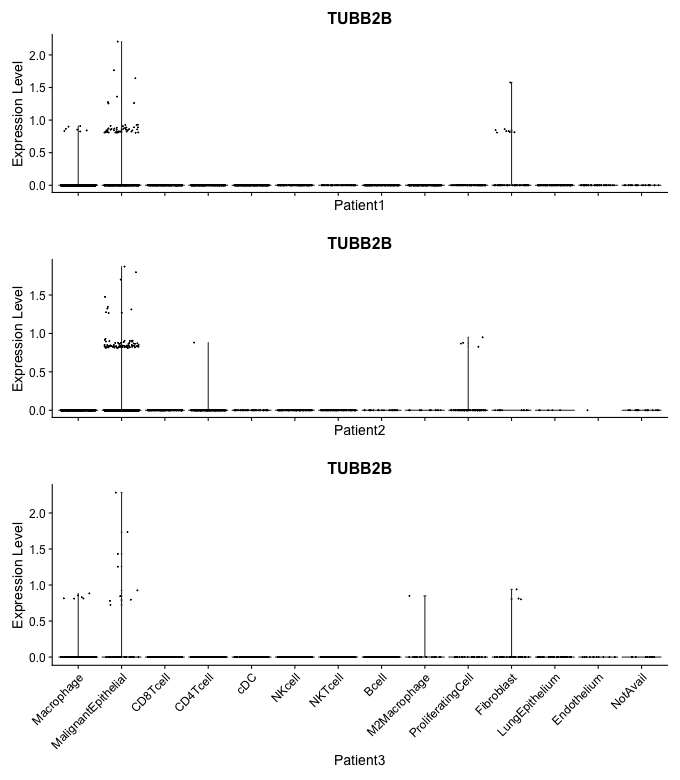 TUBB2B
Expression Level
2.0
1.5
1.0
0.5
0.0
Patient1
TUBB2B
Expression Level
1.5
1.0
0.5
0.0
Patient2
TUBB2B
Expression Level
2.0
1.5
1.0
0.5
0.0
Macrophage
MalignantEpithelial
CD8Tcell
CD4Tcell
cDC
NKcell
NKTcell
Bcell
M2Macrophage
ProliferatingCell
Fibroblast
LungEpithelium
Endothelium
NotAvail
Patient3